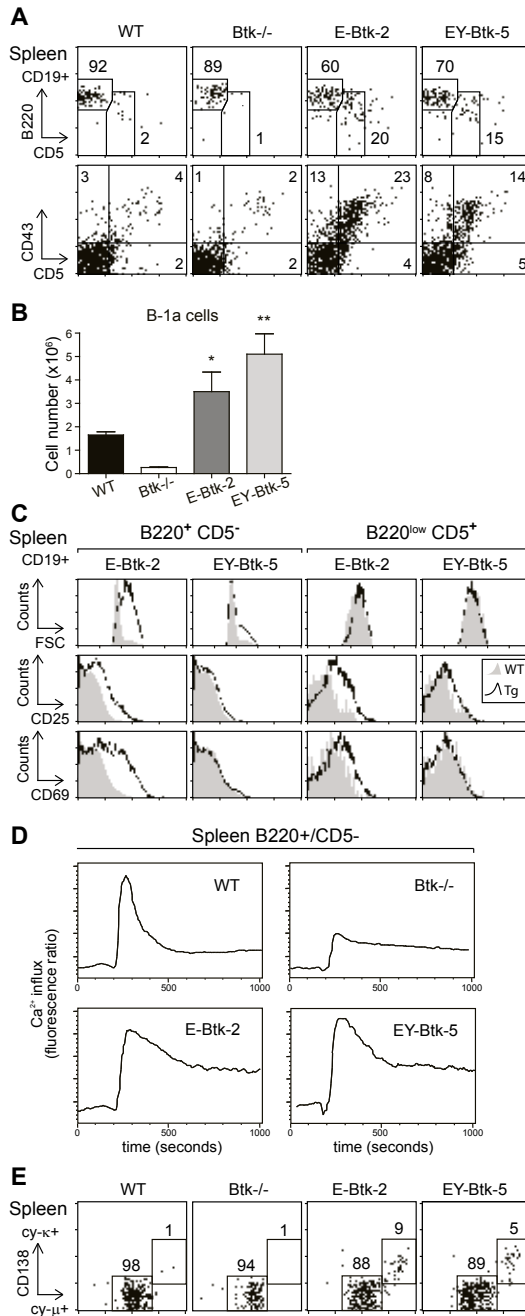 A
WT Btk-/- E-Btk-2 EY-Btk-5
Spleen
CD19+
B220
CD5
92 2
89 1
60 20
70 15
CD43
CD5
3 4 2
1 2 2
13 23 4
8 14 5
B
B-1a cells
Cell number (x10⁶)
6
5
4
3
2
1
0
* **
WT Btk-/- E-Btk-2 EY-Btk-5
C
Spleen
CD19+
B220⁺ CD5⁻ B220ˡᵒʷ CD5⁺
E-Btk-2 EY-Btk-5 E-Btk-2 EY-Btk-5
Counts
FSC
Counts
CD25
WT
Tg
Counts
CD69
D
Spleen B220+/CD5-
WT
0 500 1000
Btk-/-
0 500 1000
Ca²⁺ influx
(fluorescence ratio)
E-Btk-2
0 500 1000
EY-Btk-5
0 500 1000
time (seconds) time (seconds)
E
WT Btk-/- E-Btk-2 EY-Btk-5
Spleen
cy-κ+
CD138
cy-μ+
1 98
1 94
9 88
5 89